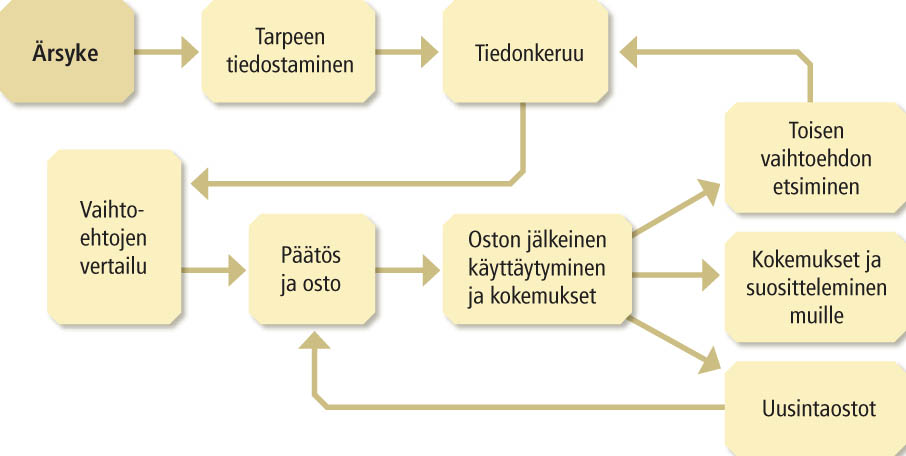 Ärsyke
Tarpeen
tiedostaminen
Tiedonkeruu
Toisen
vaihtoehdon
etsiminen
Vaihto-
ehtojen
vertailu
Päätös
ja osto
Oston jälkeinen
käyttäytyminen
ja kokemukset
Kokemukset ja
suositteleminen
muille
Uusintaostot